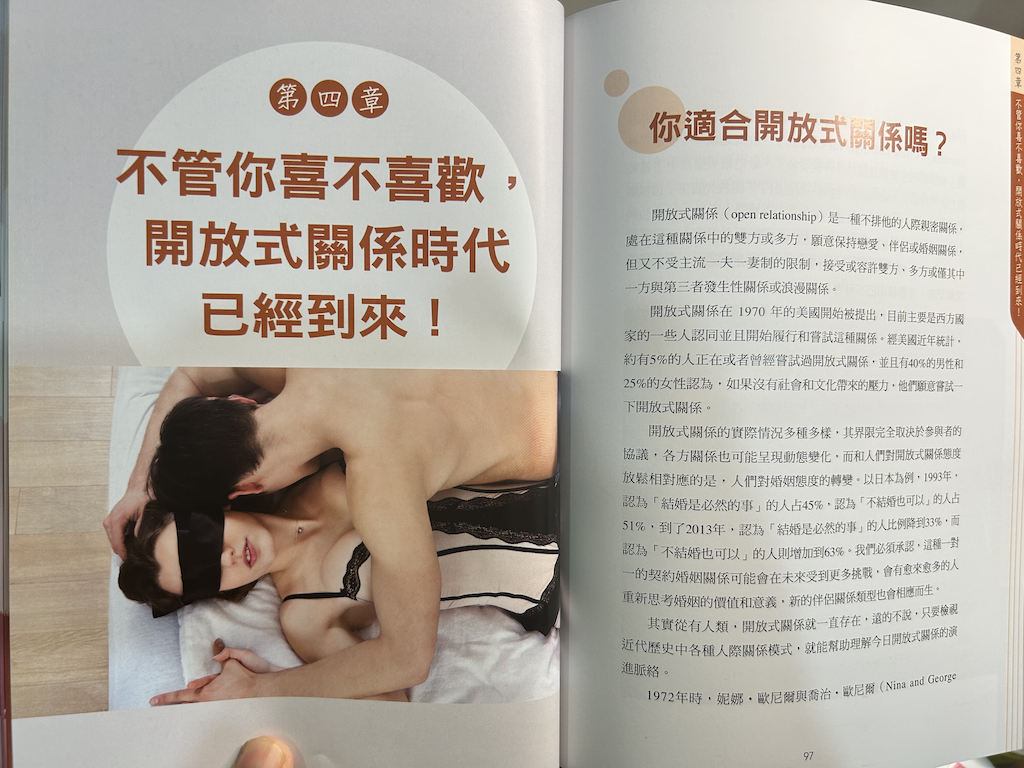 第四章
不管你喜不喜歡，
開放式關係時代
已經到來！
你適合開放式關係嗎？
開放式關係（open relationship）是一種不排他的人際親密關係，
處在這種關係中的雙方或多方，願意保持戀愛、伴侶或婚姻關係，
但又不受主流一夫一妻制的限制，接受或容許雙方、多方或僅其中
一方與第三者發生性關係或浪漫關係。
開放式關係在 1970 年的美國開始被提出，目前主要是西方國
家的一些人認同並且開始履行和嘗試這種關係。經美國近年統計，
約有5%的人正在或者曾經嘗試過開放式關係，並且有40%的男性和
25%的女性認為，如果沒有社會和文化帶來的壓力，他們願意嘗試一
下開放式關係。
開放式關係的實際情況多種多樣，其界限完全取決於參與者的
協議，各方關係也可能呈現動態變化，而和人們對開放式關係態度
放鬆相對應的是，人們對婚姻態度的轉變。以日本為例，1993年，
認為「結婚是必然的事」的人占45%，認為「不結婚也可以」的人占
51%，到了2013年，認為「結婚是必然的事」的人比例降到33%，而
認為「不結婚也可以」的人則增加到63%。我們必須承認，這種一對
一的契約婚姻關係可能會在未來受到更多挑戰，會有愈來愈多的人
重新思考婚姻的價值和意義，新的伴侶關係類型也會相應而生。
其實從有人類，開放式關係就一直存在，遠的不說，只要檢視
近代歷史中各種人際關係模式，就能幫助理解今日開放式關係的演
進脈絡。
1972年時，妮娜·歐尼爾與喬治·歐尼爾（Nina and George
97
第四章 不管你喜不喜歡，開放式關係時代已經到來！